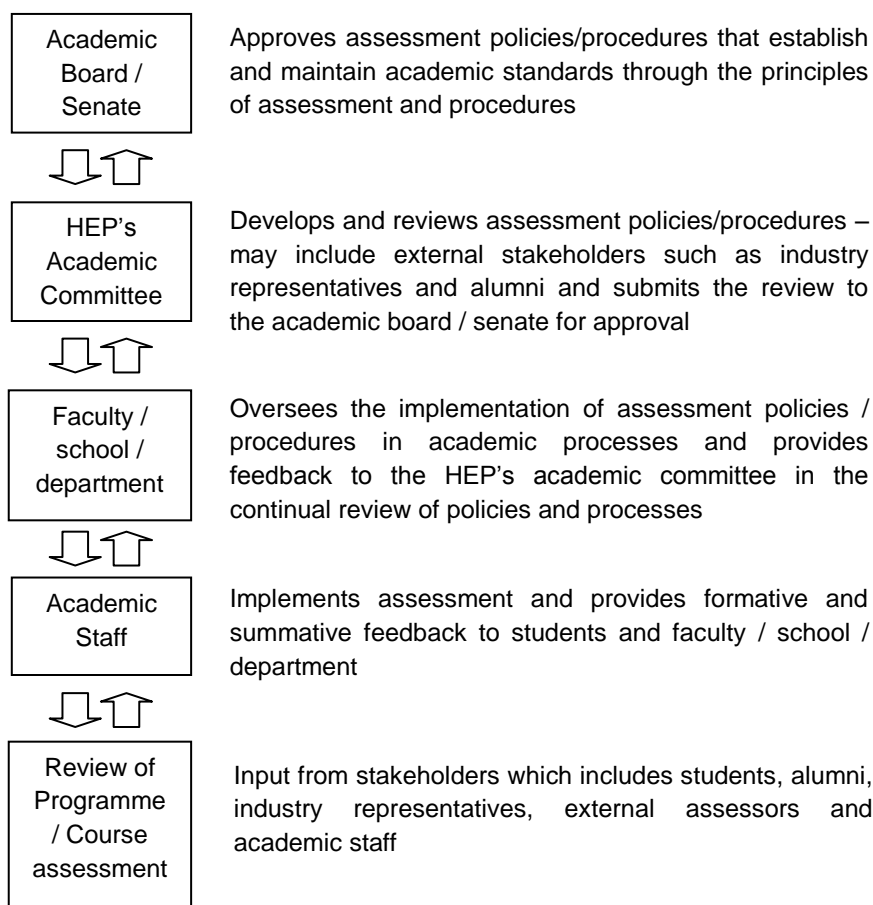 Academic
Board /
Senate
Approves assessment policies/procedures that establish
and maintain academic standards through the principles
of assessment and procedures
HEP's
Academic
Committee
Develops and reviews assessment policies/procedures –
may include external stakeholders such as industry
representatives and alumni and submits the review to
the academic board / senate for approval
Faculty /
school /
department
Oversees the implementation of assessment policies /
procedures in academic processes and provides
feedback to the HEP's academic committee in the
continual review of policies and processes
Academic
Staff
Implements assessment and provides formative and
summative feedback to students and faculty / school /
department
Review of
Programme
/ Course
assessment
Input from stakeholders which includes students, alumni,
industry representatives, external assessors and
academic staff